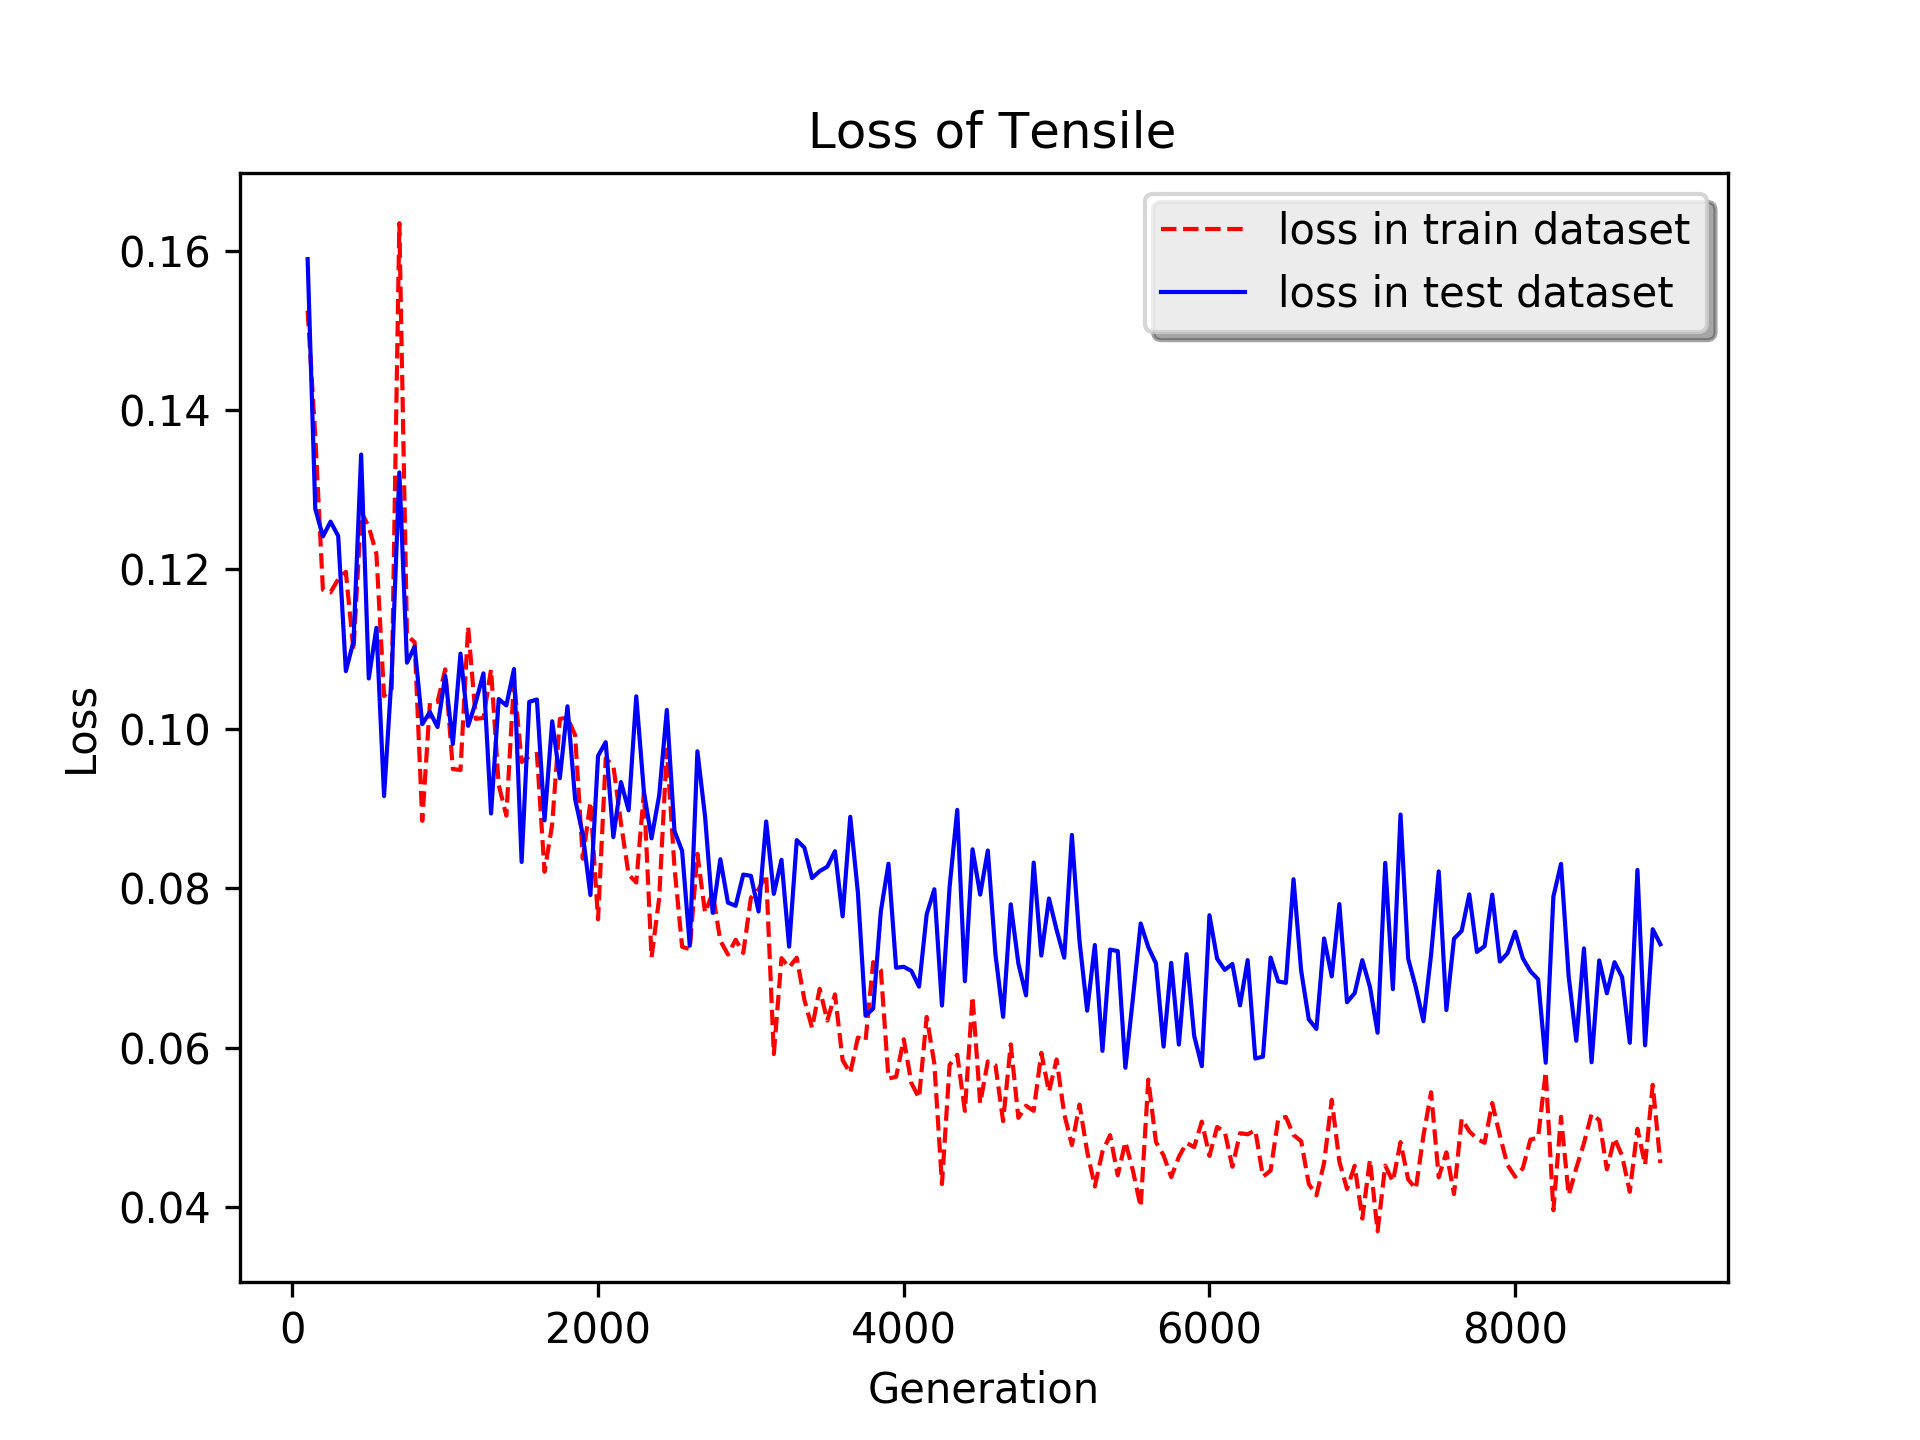 Loss of Tensile
loss in train dataset
loss in test dataset
0.16
0.14
0.12
0.10
0.08
0.06
0.04
Loss
0 2000 4000 6000 8000
Generation